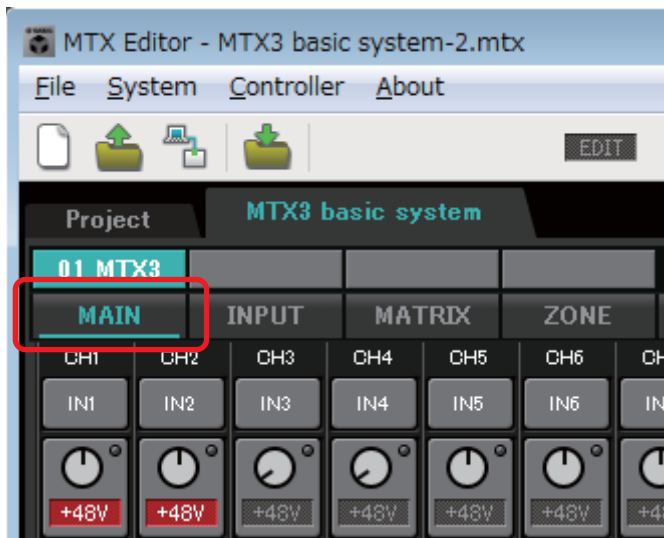 MTX Editor - MTX3 basic system-2.mtx
File System Controller About
EDIT
Project MTX3 basic system
01 MTX3
MAIN INPUT MATRIX ZONE
CH1 CH2 CH3 CH4 CH5 CH6
IN1 IN2 IN3 IN4 IN5 IN6
+48V +48V +48V +48V +48V +48V